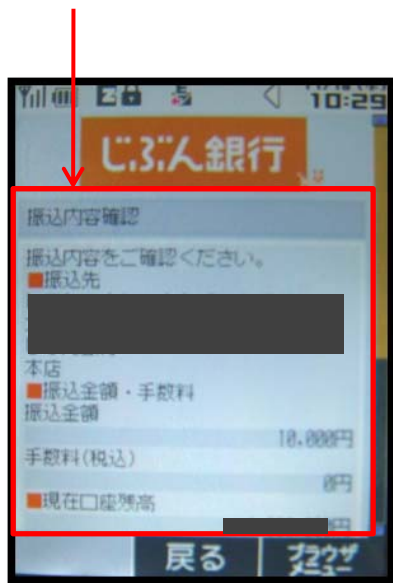 10:29
じぶん銀行
振込内容確認
振込内容をご確認ください。
■振込先
本店
■振込金額・手数料
振込金額
10,000円
手数料(税込)
0円
■現在口座残高
円
戻る
ブラウザ
メニュー